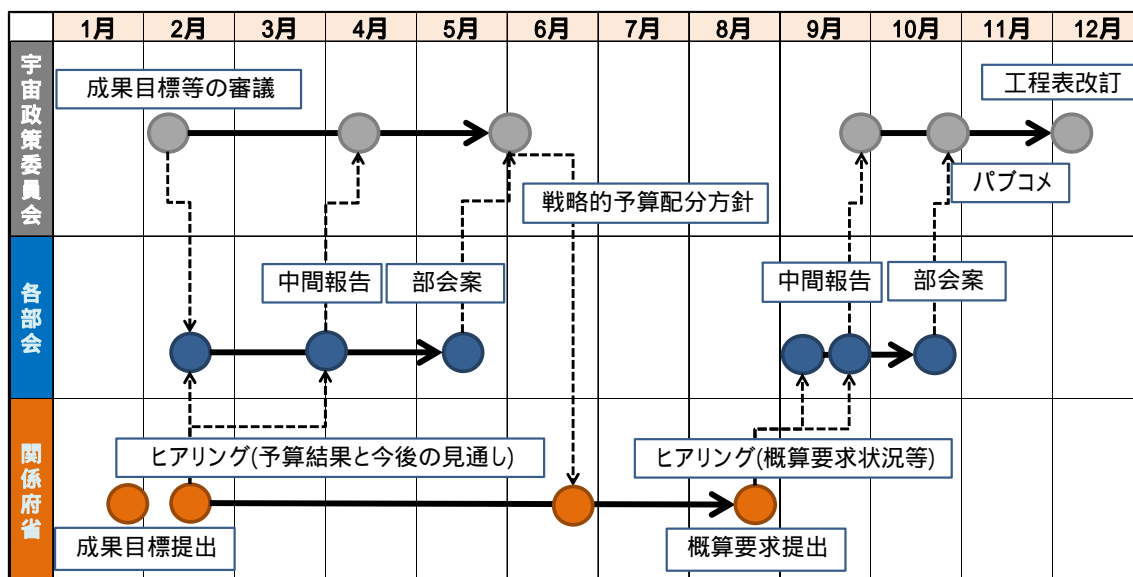 1月 2月 3月 4月 5月 6月 7月 8月 9月 10月 11月 12月
宇宙政策委員会
成果目標等の審議
工程表改訂
パブコメ
戦略的予算配分方針
各部会
中間報告
部会案
中間報告
部会案
関係府省
ヒアリング(予算結果と今後の見通し)
ヒアリング(概算要求状況等)
成果目標提出
概算要求提出